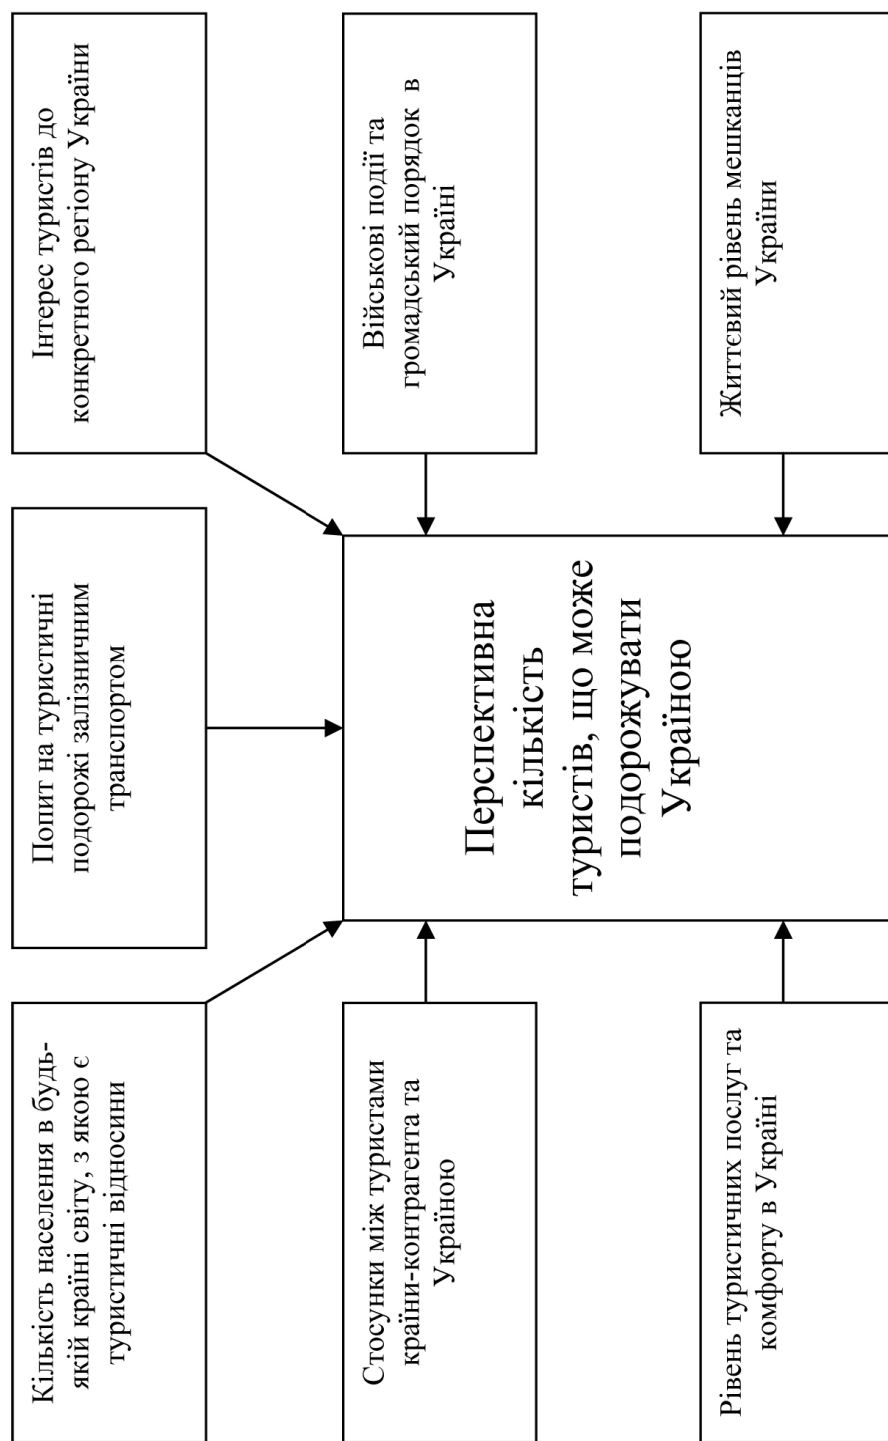 Кількість населення в будь-
якій країні світу, з якою є
туристичні відносини
Попит на туристичні
подорожі залізничним
транспортом
Інтерес туристів до
конкретного регіону України
Стосунки між туристами
країни-контрагента та
Україною
Перспективна
кількість
туристів, що може
подорожувати
Україною
Військові події та
громадський порядок в
Україні
Рівень туристичних послуг та
комфорту в Україні
Життєвий рівень мешканців
України